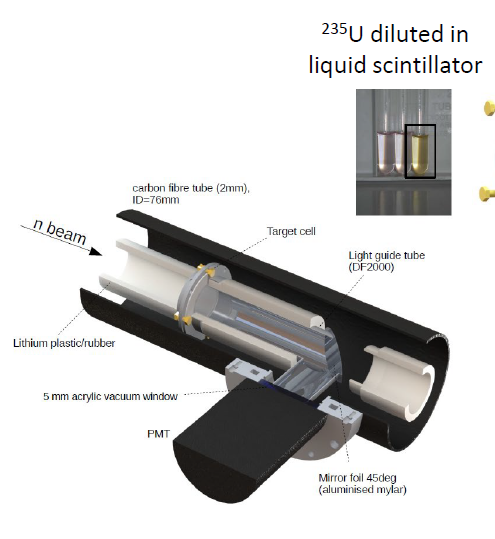 ²³⁵U diluted in
liquid scintillator
carbon fibre tube (2mm),
ID=76mm
n beam
Target cell
Light guide tube
(DF2000)
Lithium plastic/rubber
5 mm acrylic vacuum window
PMT
Mirror foil 45deg
(aluminised mylar)